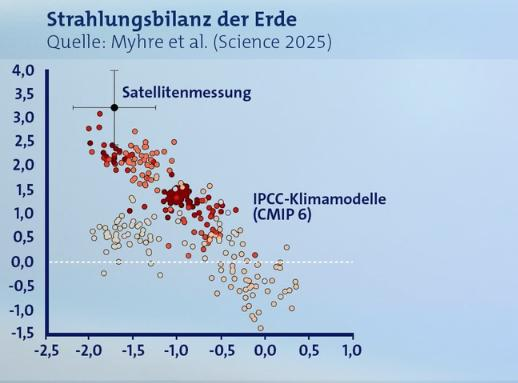 Strahlungsbilanz der Erde
Quelle: Myhre et al. (Science 2025)
4,0
Satellitenmessung
3,5
3,0
2,5
2,0
1,5
IPCC-Klimamodelle
1,0
(CMIP 6)
0,5
0,0
-0,5
-1,0
-1,5
-2,5 -2,0 -1,5 -1,0 -0,5 0,0 0,5 1,0